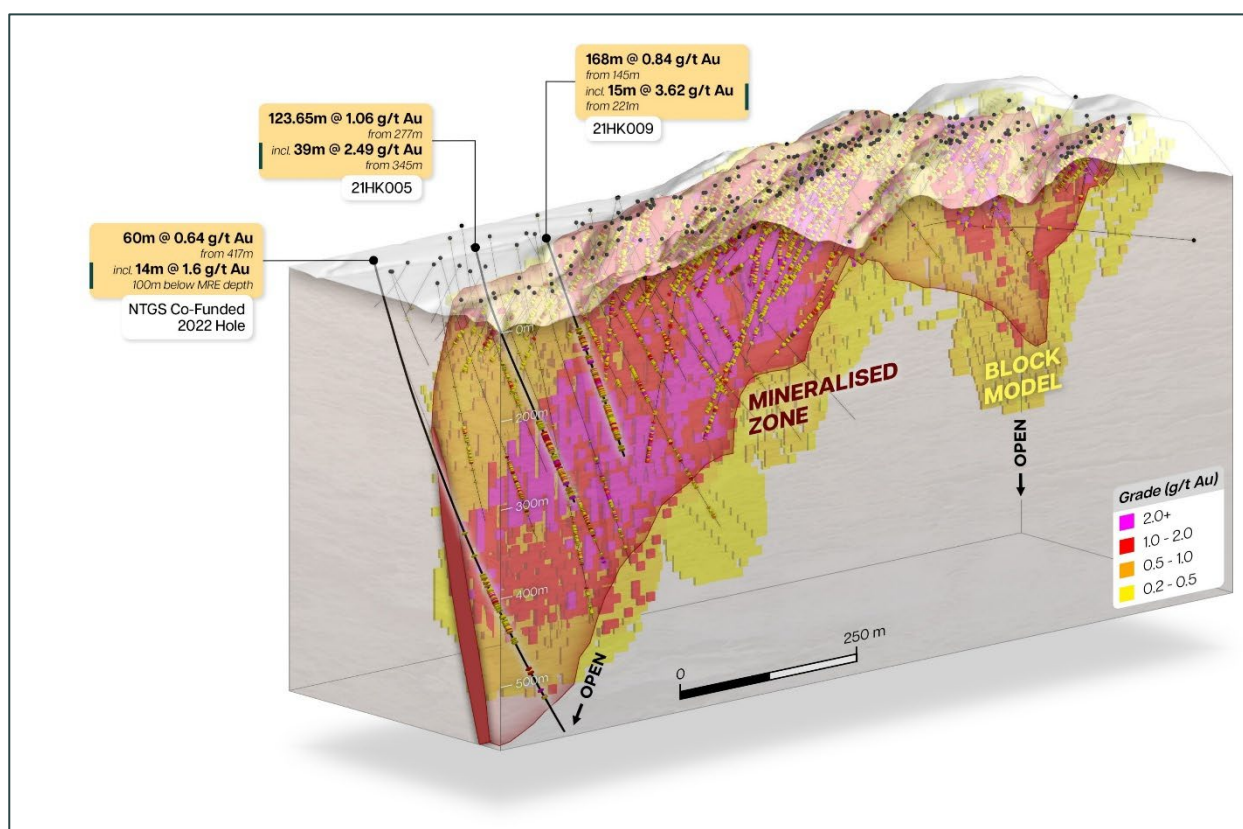 168m @ 0.84 g/t Au
from 145m
incl. 15m @ 3.62 g/t Au
from 221m
21HK009
123.65m @ 1.06 g/t Au
from 277m
incl. 39m @ 2.49 g/t Au
from 345m
21HK005
60m @ 0.64 g/t Au
from 417m
incl. 14m @ 1.6 g/t Au
100m below MRE depth
NTGS Co-Funded
2022 Hole
0m
200m
300m
400m
500m
MINERALISED
ZONE
BLOCK
MODEL
OPEN
OPEN
0
250 m
Grade (g/t Au)
2.0+
1.0 - 2.0
0.5 - 1.0
0.2 - 0.5